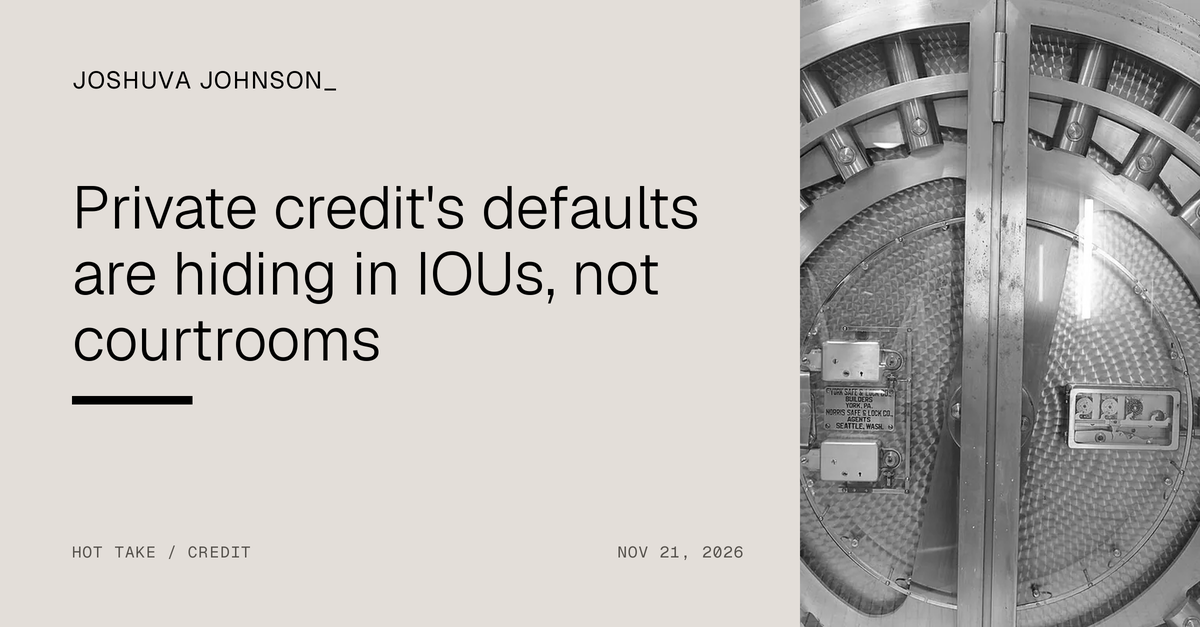 JOSHUVA JOHNSON_
Private credit's defaults
are hiding in IOUs, not
courtrooms
HOT TAKE / CREDIT
NOV 21, 2026
YORK SAFE & LOCK CO.,
BUILDERS
YORK, PA.
NORRIS SAFE & LOCK CO.,
AGENTS
SEATTLE, WASH.